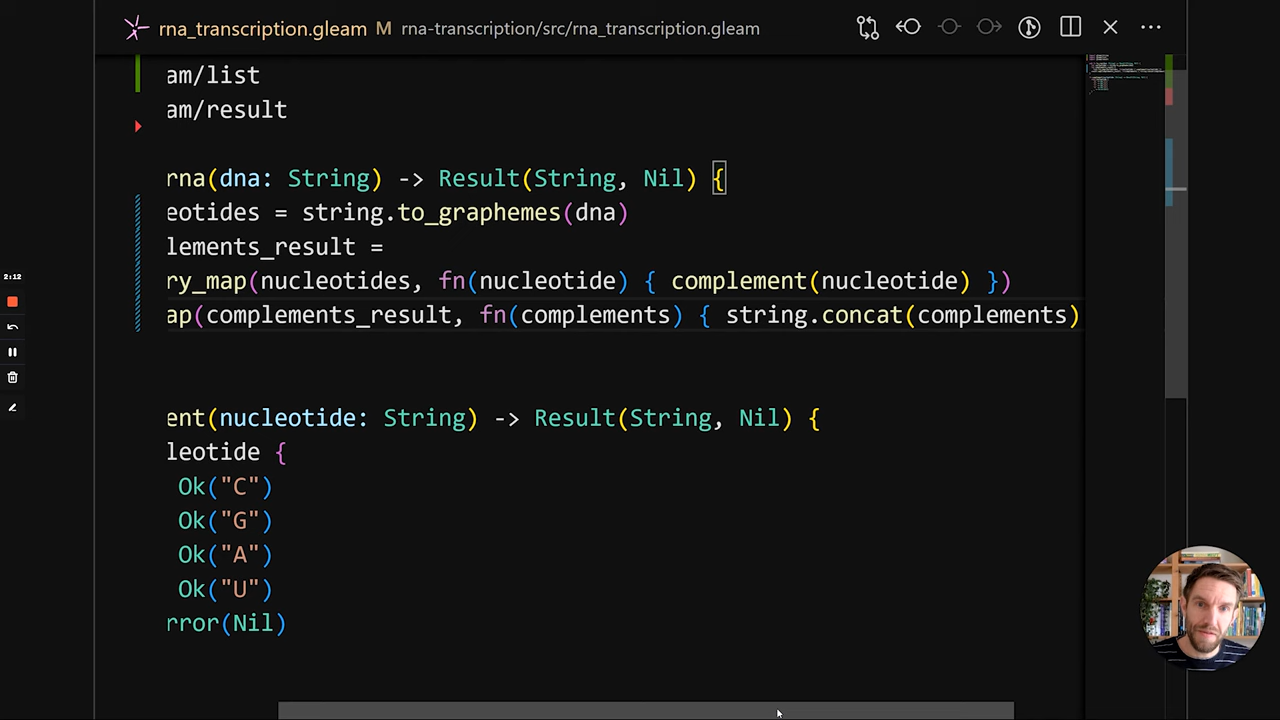 rna_transcription.gleam M rna-transcription/src/rna_transcription.gleam
am/list
am/result
rna(dna: String) -> Result(String, Nil) {
eotides = string.to_graphemes(dna)
lements_result =
ry_map(nucleotides, fn(nucleotide) { complement(nucleotide) })
ap(complements_result, fn(complements) { string.concat(complements)
ent(nucleotide: String) -> Result(String, Nil) {
leotide {
Ok("C")
Ok("G")
Ok("A")
Ok("U")
rror(Nil)
2:12